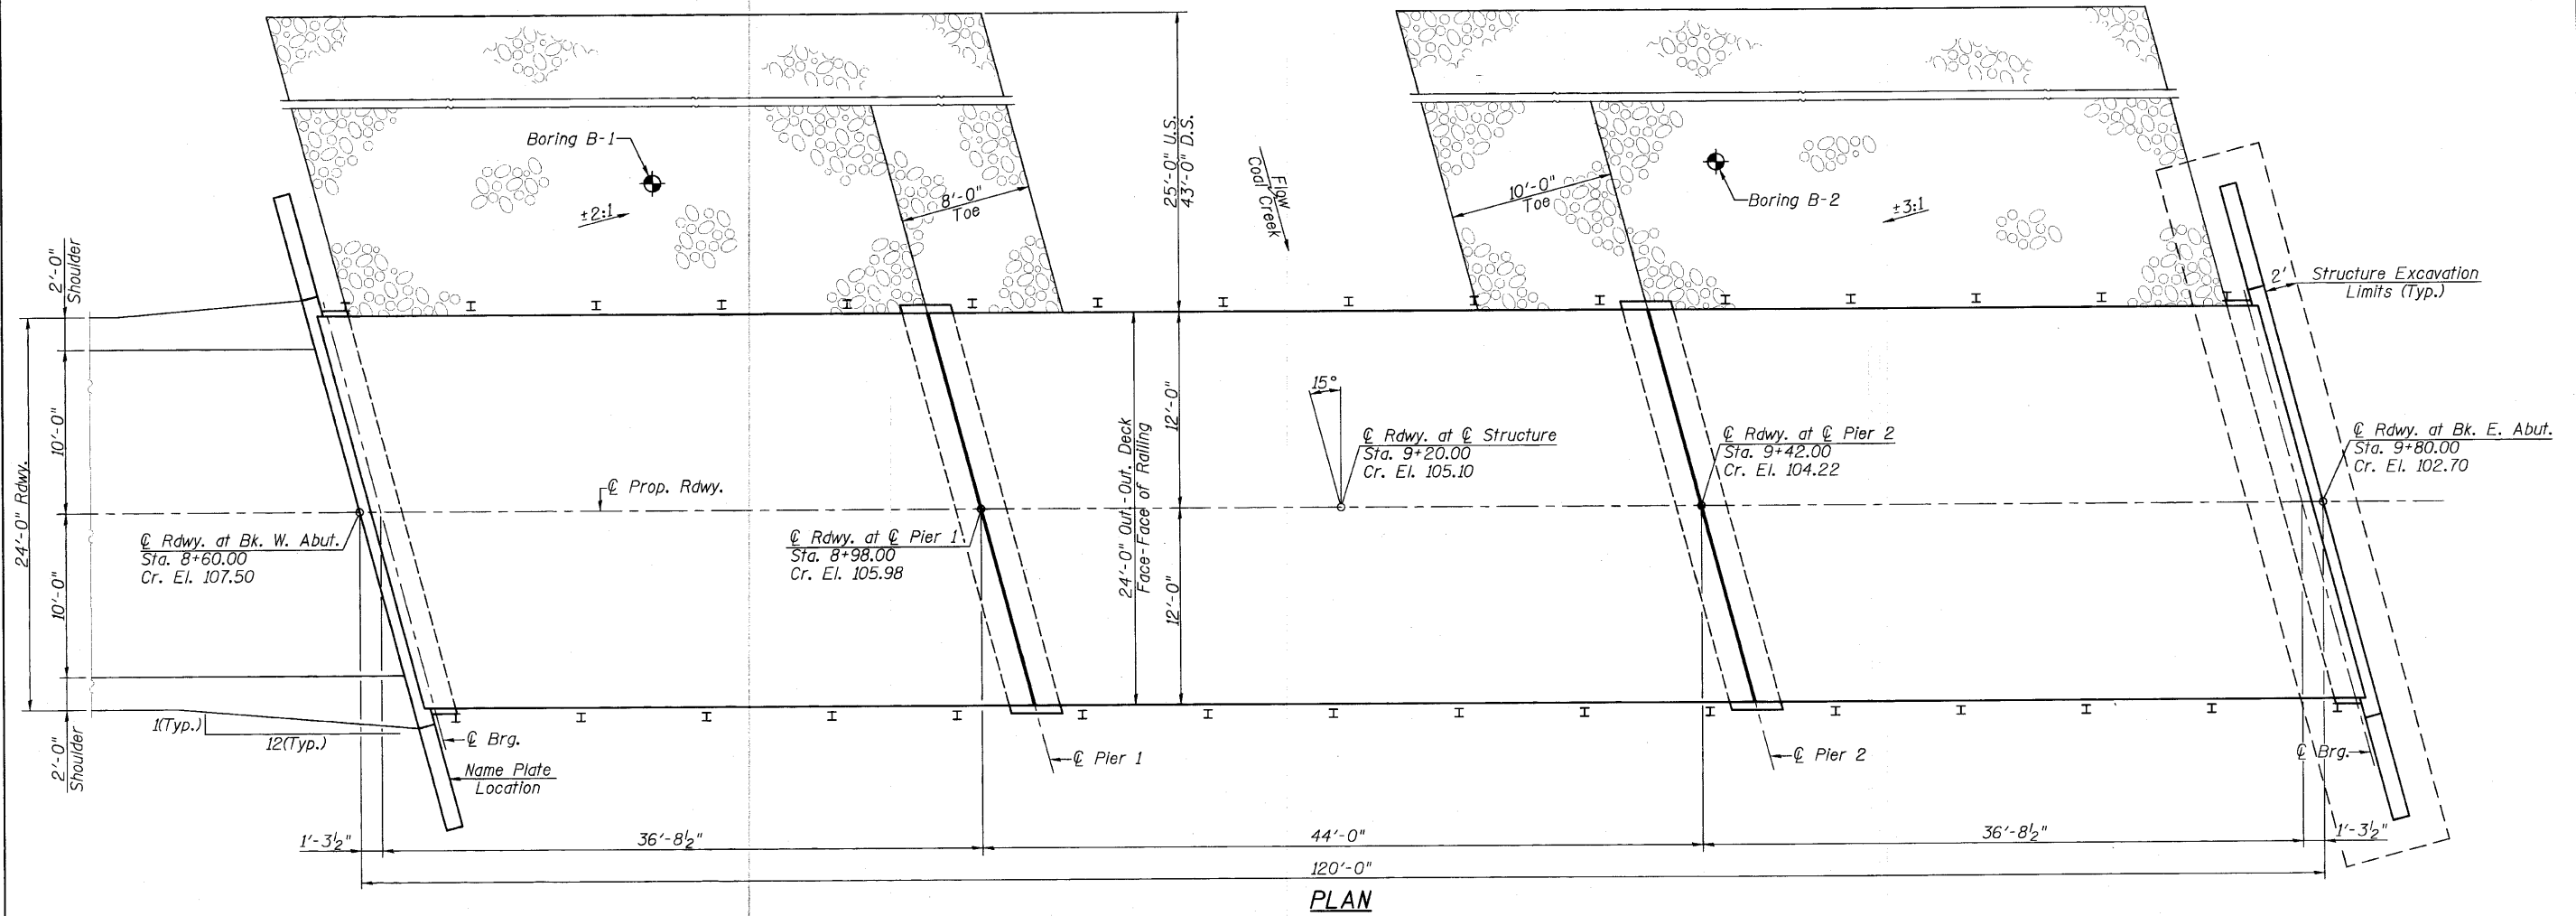 Boring B-1
±2:1
8'-0"
Toe
25'-0" U.S.
43'-0" D.S.
Flow
Coal Creek
10'-0"
Toe
Boring B-2
±3:1
2'
Structure Excavation
Limits (Typ.)
2'-0"
Shoulder
24'-0" Rdwy.
10'-0"
10'-0"
2'-0"
Shoulder
℄ Prop. Rdwy.
℄ Rdwy. at Bk. W. Abut.
Sta. 8+60.00
Cr. El. 107.50
℄ Rdwy. at ℄ Pier 1
Sta. 8+98.00
Cr. El. 105.98
24'-0" Out.-Out. Deck
Face-Face of Railing
12'-0"
12'-0"
15°
℄ Rdwy. at ℄ Structure
Sta. 9+20.00
Cr. El. 105.10
℄ Rdwy. at ℄ Pier 2
Sta. 9+42.00
Cr. El. 104.22
℄ Rdwy. at Bk. E. Abut.
Sta. 9+80.00
Cr. El. 102.70
1(Typ.)
12(Typ.)
℄ Brg.
Name Plate
Location
℄ Pier 1
℄ Pier 2
℄ Brg.
1'-3½"
36'-8½"
44'-0"
36'-8½"
1'-3½"
120'-0"
PLAN